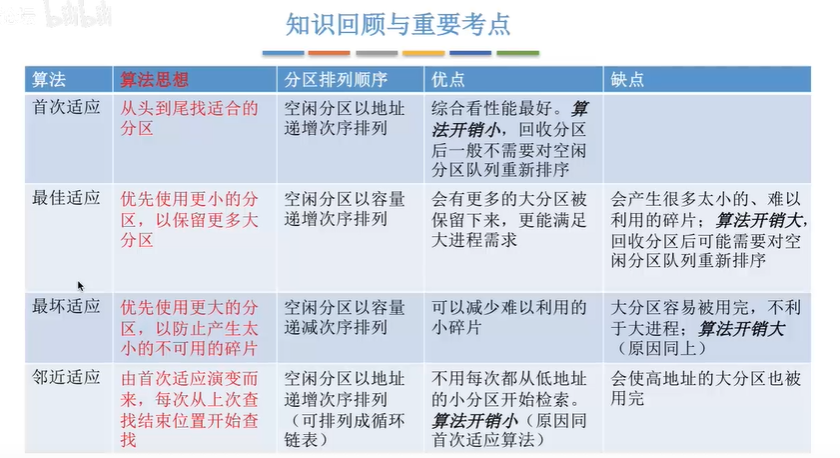 知识回顾与重要考点
算法
算法思想
分区排列顺序
优点
缺点
首次适应
从头到尾找适合的
分区
空闲分区以地址
递增次序排列
综合看性能最好。算
法开销小，回收分区
后一般不需要对空闲
分区队列重新排序
最佳适应
优先使用更小的分
区，以保留更多大
分区
空闲分区以容量
递增次序排列
会有更多的大分区被
保留下来，更能满足
大进程需求
会产生很多太小的、难以
利用的碎片；算法开销大，
回收分区后可能需要对空
闲分区队列重新排序
最坏适应
优先使用更大的分
区，以防止产生太
小的不可用的碎片
空闲分区以容量
递减次序排列
可以减少难以利用的
小碎片
大分区容易被用完，不利
于大进程；算法开销大
（原因同上）
邻近适应
由首次适应演变而
来，每次从上次查
找结束位置开始查
找
空闲分区以地址
递增次序排列
（可排列成循环
链表）
不用每次都从低地址
的小分区开始检索。
算法开销小（原因同
首次适应算法）
会使高地址的大分区也被
用完